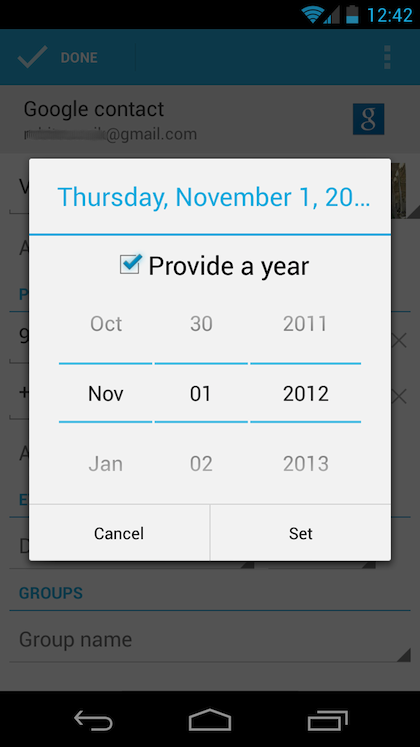 12:42
DONE
Google contact
@gmail.com
g
Thursday, November 1, 20...
Provide a year
Oct 30 2011
Nov 01 2012
Jan 02 2013
Cancel Set
GROUPS
Group name